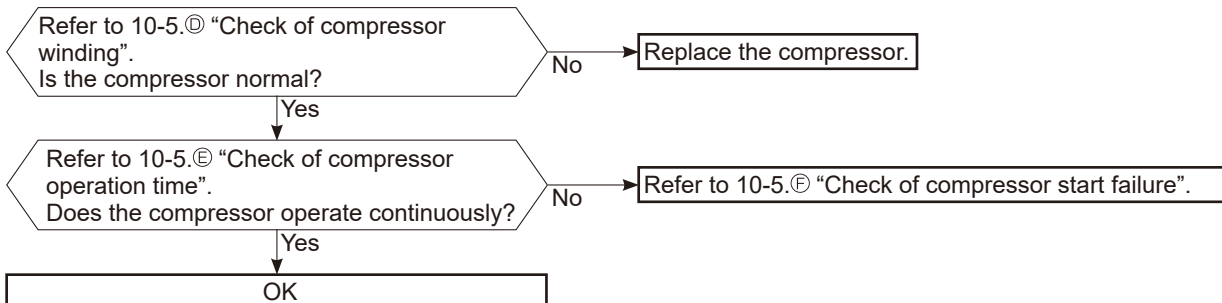 Refer to 10-5.Ⓓ “Check of compressor
winding”.
Is the compressor normal?
No
Replace the compressor.
Yes
Refer to 10-5.Ⓔ “Check of compressor
operation time”.
Does the compressor operate continuously?
No
Refer to 10-5.Ⓕ “Check of compressor start failure”.
Yes
OK